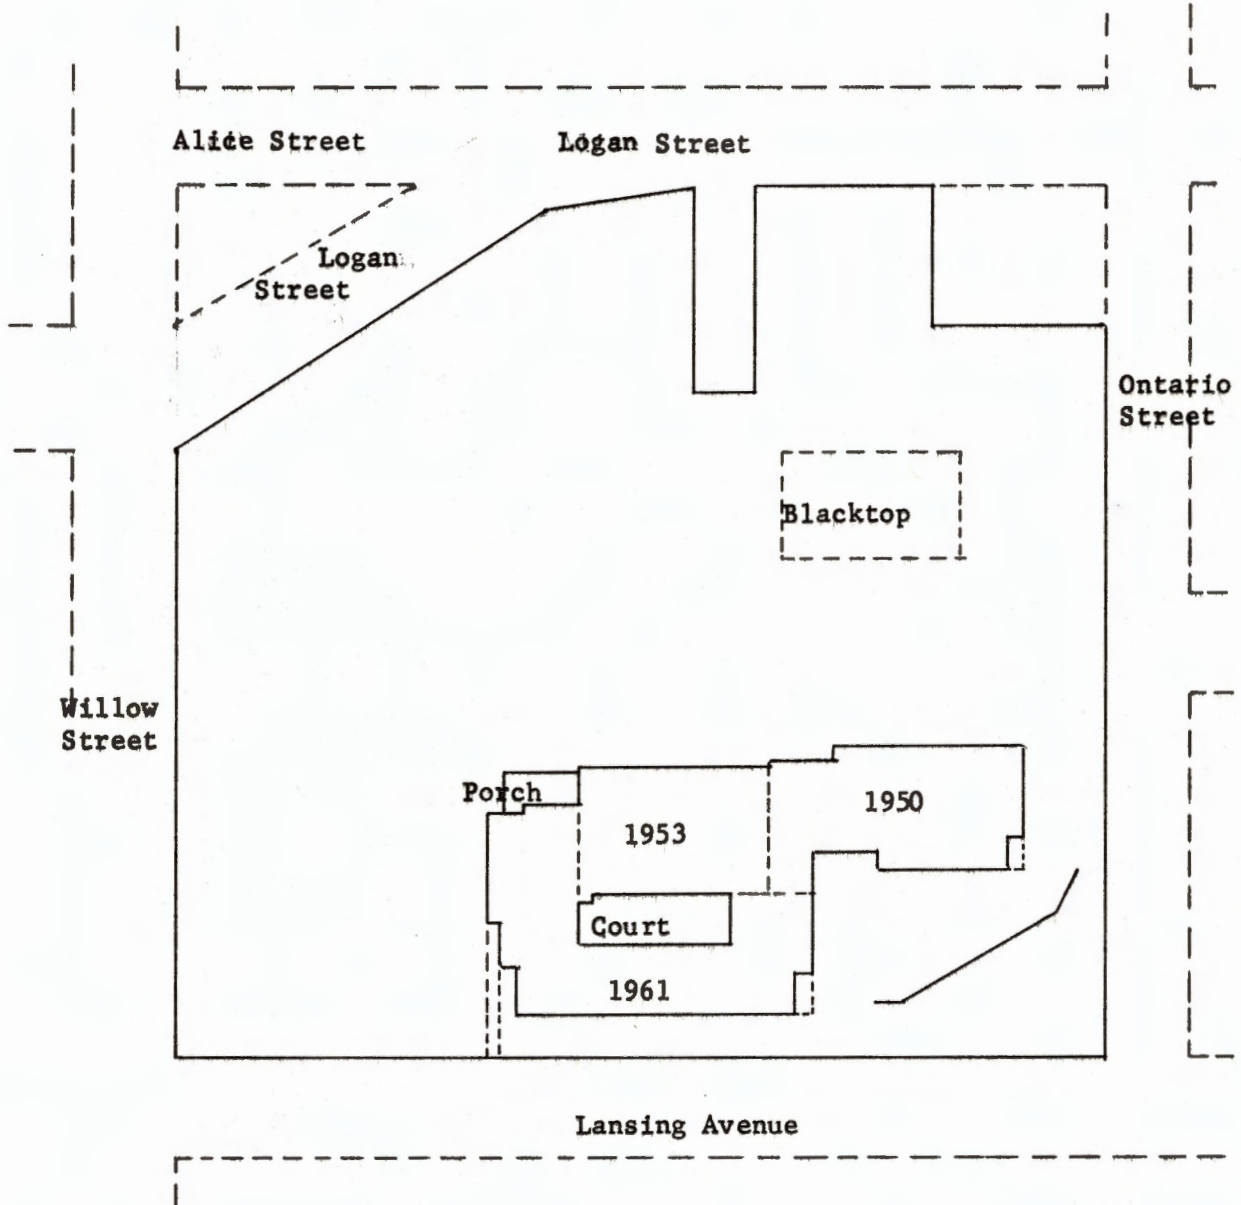 Alice Street
Logan Street
Logan
Street
Ontario
Street
Blacktop
Willow
Street
Porch
1950
1953
Court
1961
Lansing Avenue